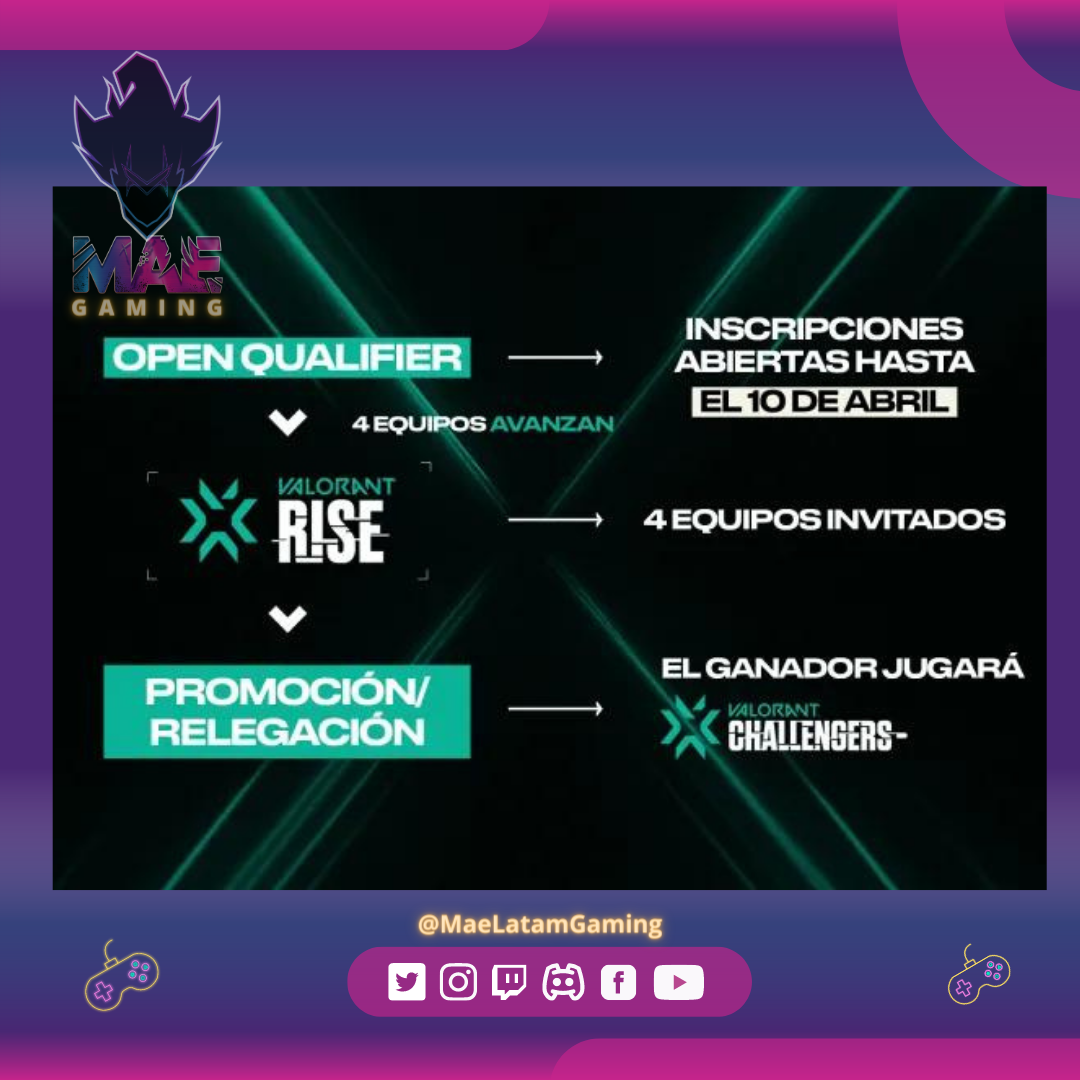 MAE
GAMING
OPEN QUALIFIER
INSCRIPCIONES
ABIERTAS HASTA
EL 10 DE ABRIL
4 EQUIPOS AVANZAN
VALORANT
RISE
4 EQUIPOS INVITADOS
PROMOCIÓN/
RELEGACIÓN
EL GANADOR JUGARÁ
VALORANT
CHALLENGERS-
@MaeLatamGaming